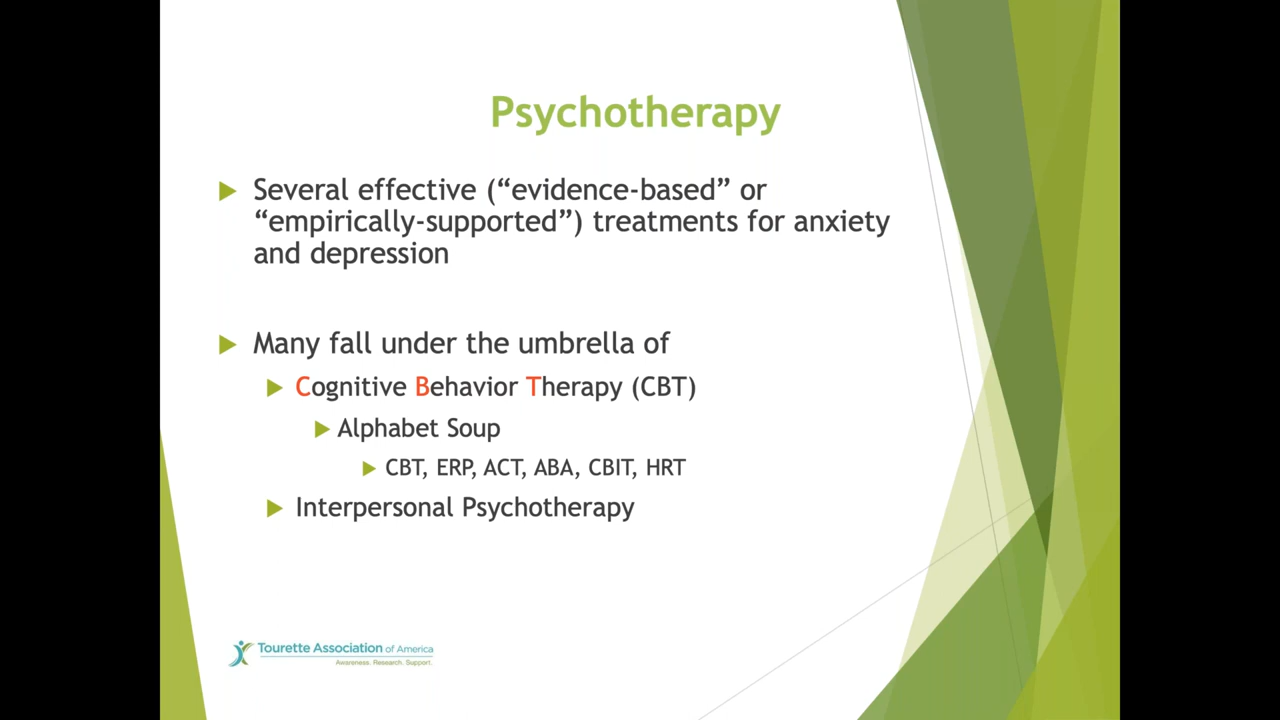 Psychotherapy
Several effective (“evidence-based” or
“empirically-supported”) treatments for anxiety
and depression
Many fall under the umbrella of
Cognitive Behavior Therapy (CBT)
Alphabet Soup
CBT, ERP, ACT, ABA, CBIT, HRT
Interpersonal Psychotherapy
Tourette Association of America
Awareness. Research. Support.